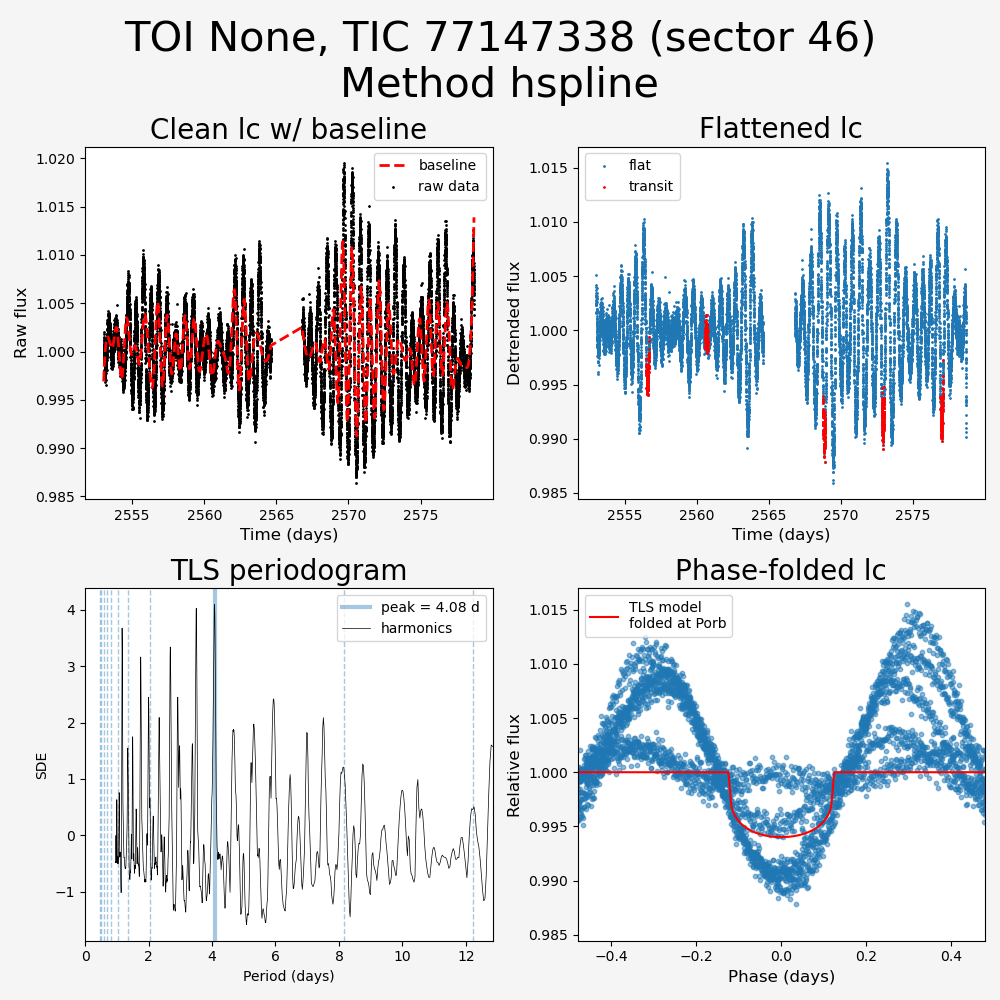 TOI None, TIC 77147338 (sector 46)
Method hspline
Clean lc w/ baseline
Raw flux
1.020
1.015
1.010
1.005
1.000
0.995
0.990
0.985
baseline
raw data
2555
2560
2565
2570
2575
Time (days)
Flattened lc
Detrended flux
1.015
1.010
1.005
1.000
0.995
0.990
0.985
flat
transit
2555
2560
2565
2570
2575
Time (days)
TLS periodogram
SDE
4
3
2
1
0
−1
peak = 4.08 d
harmonics
0
2
4
6
8
10
12
Period (days)
Phase-folded lc
Relative flux
1.015
1.010
1.005
1.000
0.995
0.990
0.985
TLS model
folded at Porb
−0.4
−0.2
0.0
0.2
0.4
Phase (days)